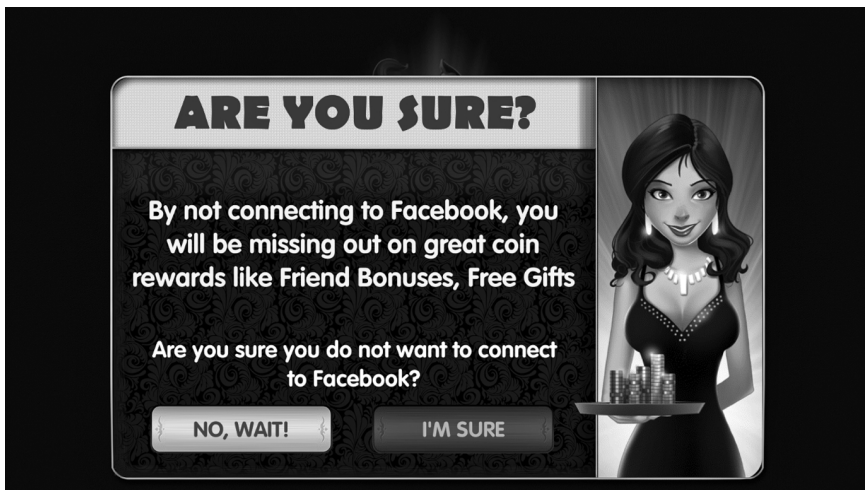 ARE YOU SURE?
By not connecting to Facebook, you
will be missing out on great coin
rewards like Friend Bonuses, Free Gifts
Are you sure you do not want to connect
to Facebook?
NO, WAIT!
I'M SURE